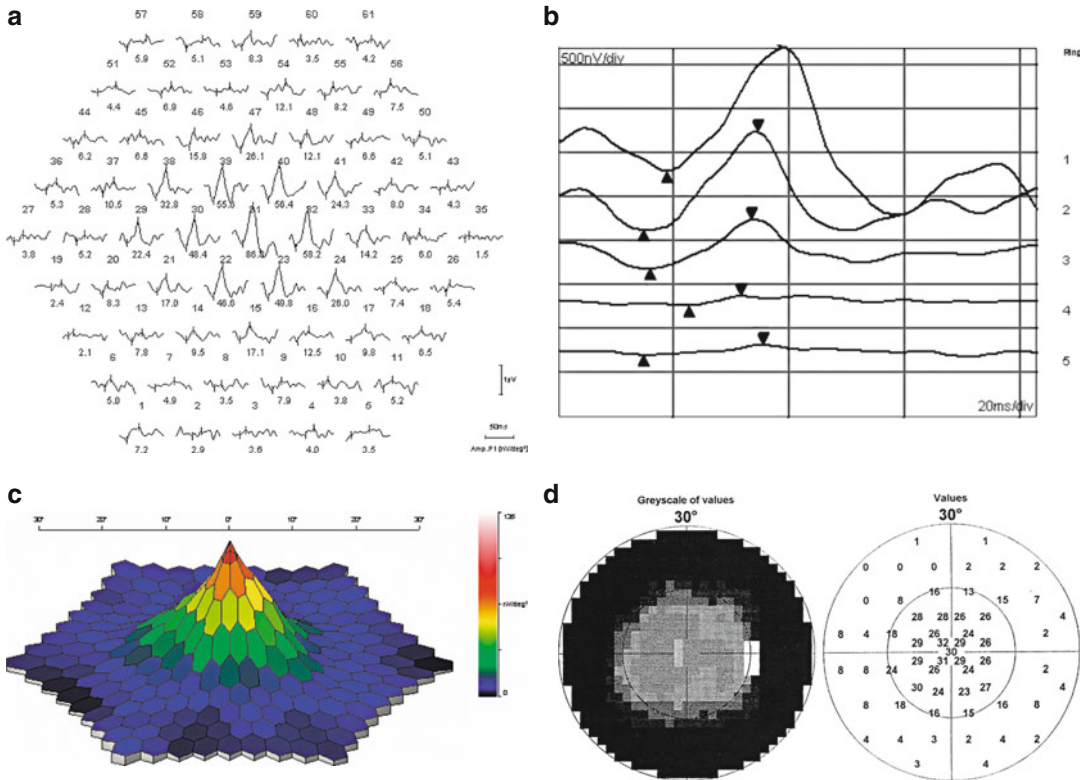 a
57 58 59 60 61
5.9 5.1 8.3 3.5 4.2
51 52 53 54 55 56
4.4 6.9 4.6 12.1 8.2 7.5
44 45 46 47 48 49 50
6.2 6.6 15.8 26.1 12.1 6.6 5.1
36 37 38 39 40 41 42 43
5.3 10.5 32.8 55.8 56.4 24.3 8.0 4.3
27 28 29 30 31 32 33 34 35
3.8 5.2 22.4 48.4 58.2 14.2 6.0 1.5
19 20 21 22 23 24 25 26
2.4 8.3 17.0 46.6 49.8 26.0 7.4 5.4
12 13 14 15 16 17 18
2.1 7.8 9.5 17.1 12.5 9.8 6.5
6 7 8 9 10 11
5.0 4.9 3.5 7.9 3.8 5.2
1 2 3 4 5
7.2 2.9 3.6 4.0 3.5
1µV
50ms
Amp.P1 [nV/deg²]
b
500nV/div
Ring
1
2
3
4
5
20ms/div
c
30° 20° 10° 0° 10° 20° 30°
135
nV/deg²
0
d
Greyscale of values
30°
Values
30°
1 1
0 0 0 2 2 2
16 13
0 8 15 7
28 28 26 26 4
8 4 18 26 24 2
29 32 29 26
30
29 31 29 26
8 8 24 26 24 2
30 24 23 27 4
8 18 16 8
16 15
4 4 3 2 4 4
3 4